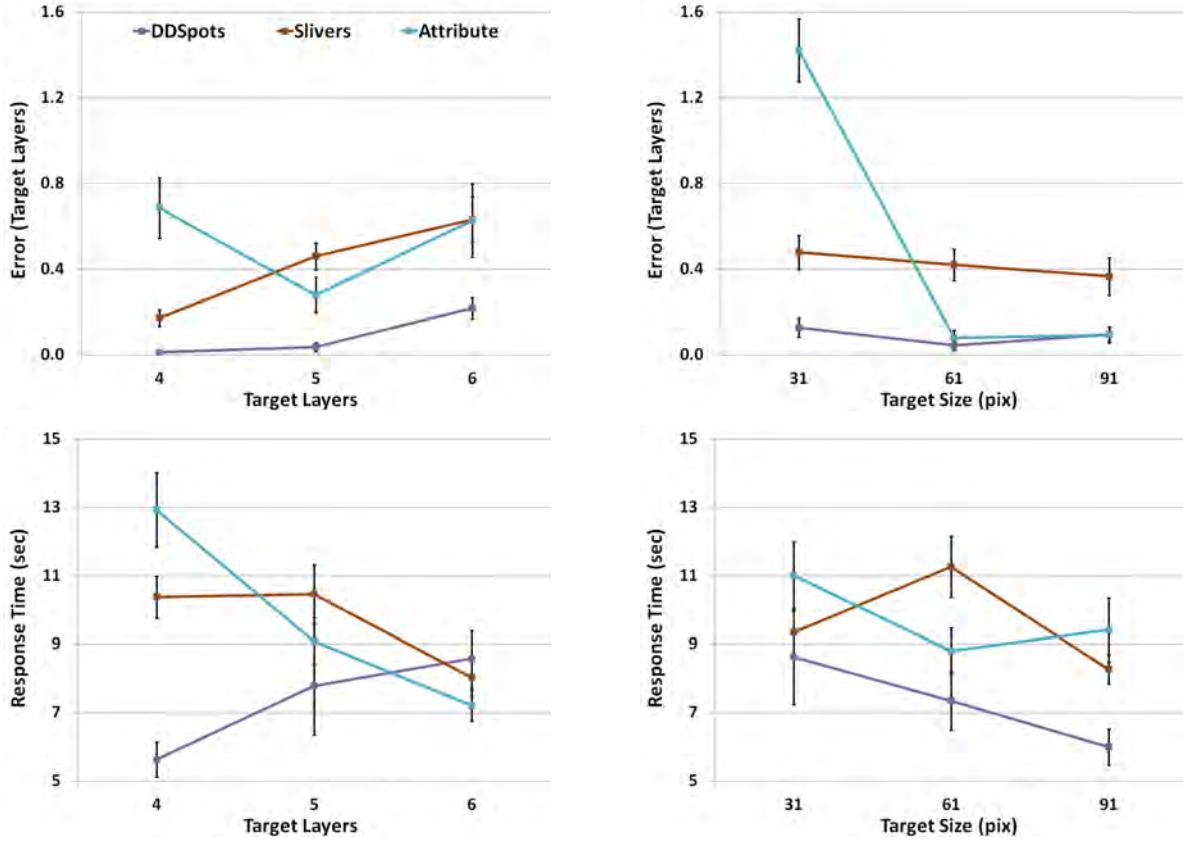 1.6
DDSpots Slivers Attribute
1.2
0.8
0.4
0.0
Error (Target Layers)
4 5 6
Target Layers
1.6
1.2
0.8
0.4
0.0
Error (Target Layers)
31 61 91
Target Size (pix)
15
13
11
9
7
5
Response Time (sec)
4 5 6
Target Layers
15
13
11
9
7
5
Response Time (sec)
31 61 91
Target Size (pix)